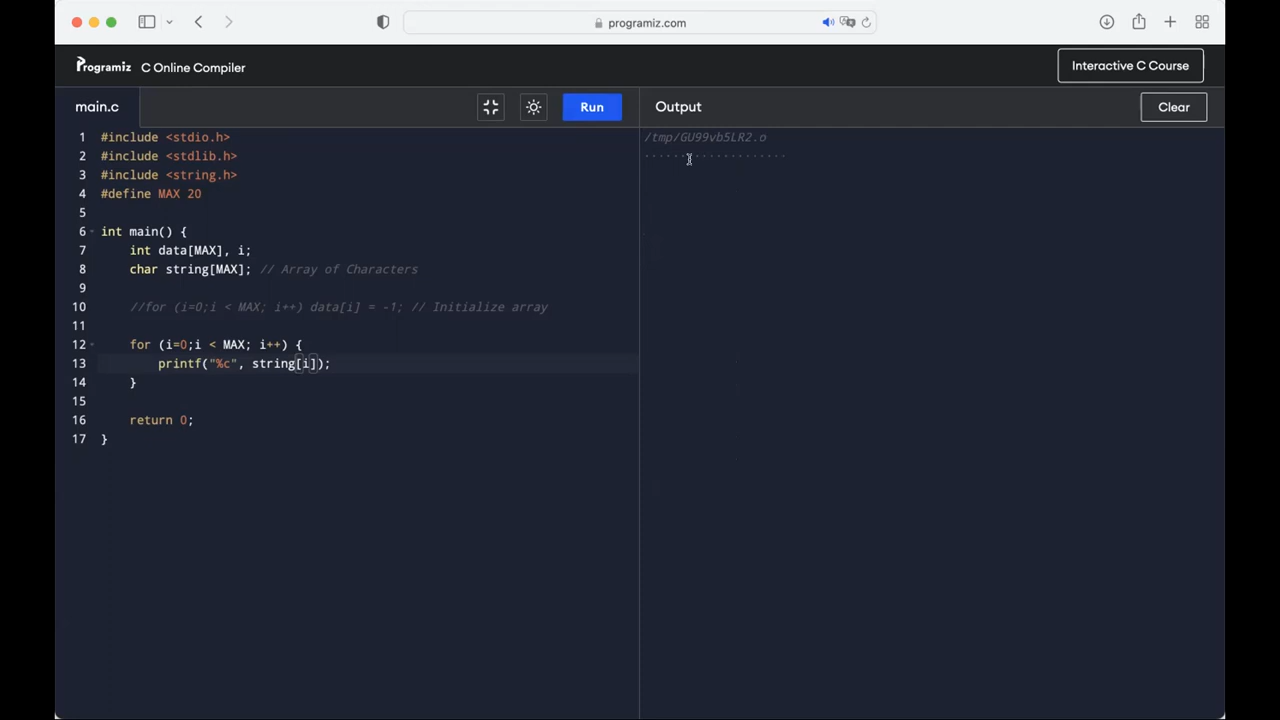 programiz.com
Programiz C Online Compiler
Interactive C Course
main.c
Run
Output
Clear
1 #include <stdio.h>
2 #include <stdlib.h>
3 #include <string.h>
4 #define MAX 20
5
6 int main() {
7 int data[MAX], i;
8 char string[MAX]; // Array of Characters
9
10 //for (i=0;i < MAX; i++) data[i] = -1; // Initialize array
11
12 for (i=0;i < MAX; i++) {
13 printf("%c", string[i]);
14 }
15
16 return 0;
17 }
/tmp/GU99vb5LR2.o
····················